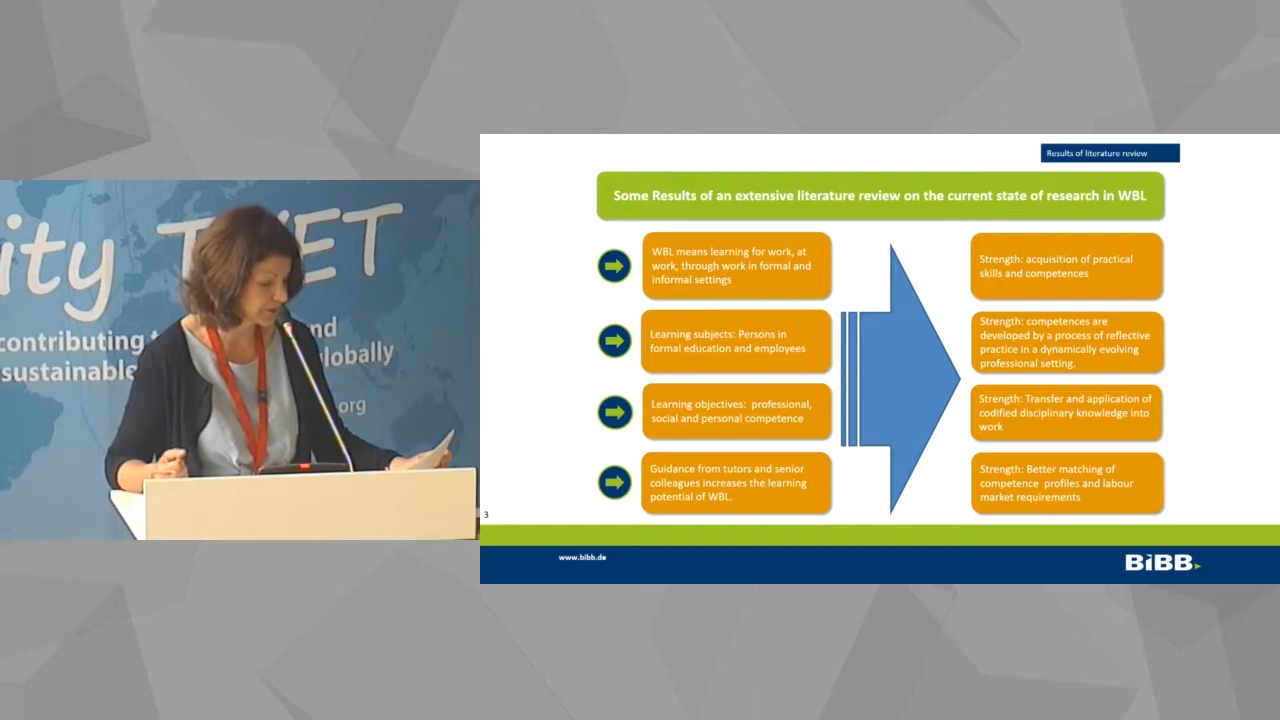 ity TVET
contributing
nd
sustainable
lobally
.org
Results of literature review
Some Results of an extensive literature review on the current state of research in WBL
WBL means learning for work, at
work, through work in formal and
informal settings
Strength: acquisition of practical
skills and competences
Learning subjects: Persons in
formal education and employees
Strength: competences are
developed by a process of reflective
practice in a dynamically evolving
professional setting.
Learning objectives:  professional,
social and personal competence
Strength: Transfer and application of
codified disciplinary knowledge into
work
Guidance from tutors and senior
colleagues increases the learning
potential of WBL.
Strength: Better matching of
competence  profiles and labour
market requirements
3
www.bibb.de
BiBB